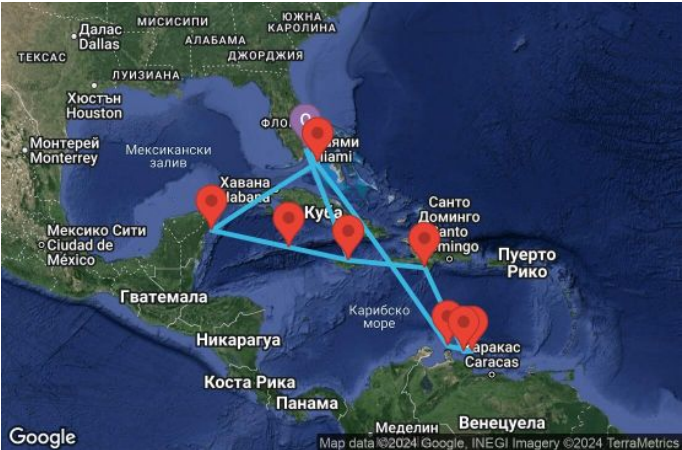 МИСИСИПИ
ЮЖНА
КАРОЛИНА
Далас
Dallas
АЛАБАМА
ТЕКСАС
ДЖОРДЖИЯ
ЛУИЗИАНА
Хюстън
Houston
ФЛО
Монтерей
Monterrey
Мексикански
залив
аями
Miami
Хавана
Habana
Куба
Санто
Доминго
Santo
Domingo
Мексико Сити
Ciudad de
México
Пуерто
Рико
Гватемала
Карибско
море
Никарагуа
Каракас
Caracas
Коста Рика
Панама
Меделин
Венецуела
Google
Map data ©2024 Google, INEGI Imagery ©2024 TerraMetrics